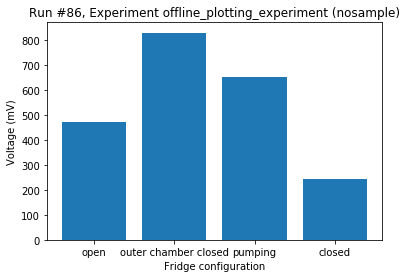 Run #86, Experiment offline_plotting_experiment (nosample)
Voltage (mV)
800
700
600
500
400
300
200
100
0
open outer chamber closed pumping closed
Fridge configuration